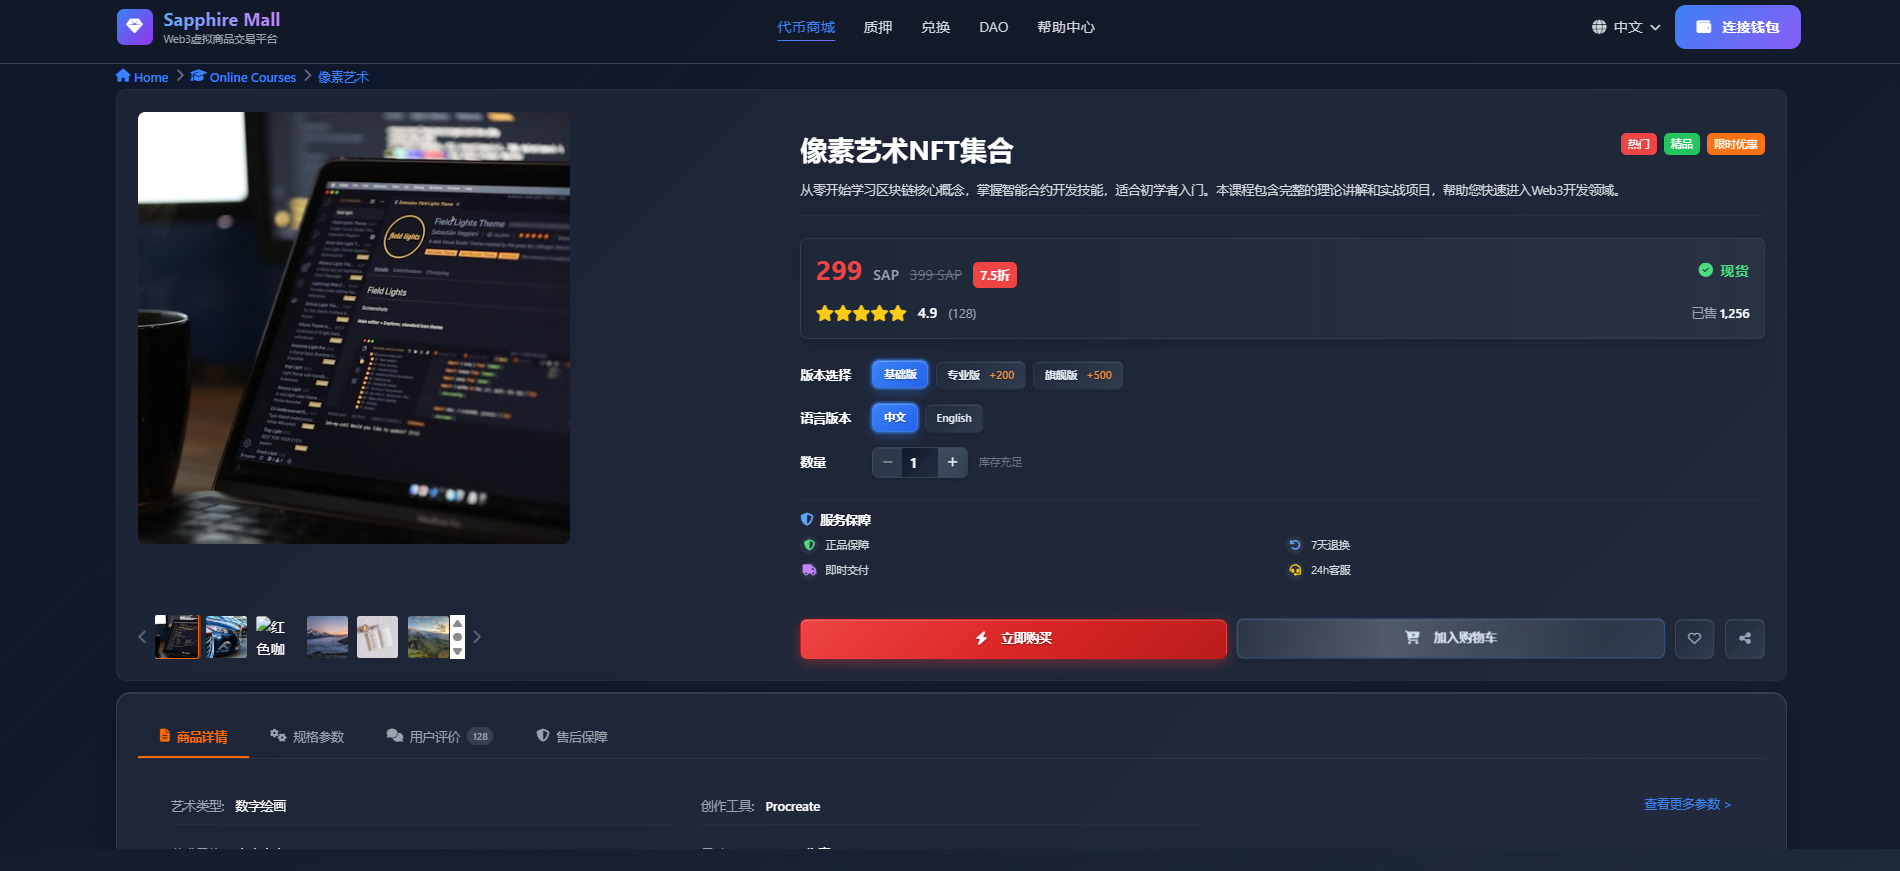 Sapphire Mall
Web3虚拟商品交易平台
代币商城
质押
兑换
DAO
帮助中心
中文
连接钱包
Home
Online Courses
像素艺术
Field Lights Theme
field lights
Field Lights
Screenshots
像素艺术NFT集合
热门
精品
限时优惠
从零开始学习区块链核心概念，掌握智能合约开发技能，适合初学者入门。本课程包含完整的理论讲解和实战项目，帮助您快速进入Web3开发领域。
299 SAP 399 SAP 7.5折
现货
4.9 (128)
已售 1,256
版本选择
基础版
专业版 +200
旗舰版 +500
语言版本
中文
English
数量
− 1 +
库存充足
服务保障
正品保障
7天退换
即时交付
24h客服
红
色咖
立即购买
加入购物车
商品详情
规格参数
用户评价 128
售后保障
艺术类型: 数字绘画
创作工具: Procreate
查看更多参数 >